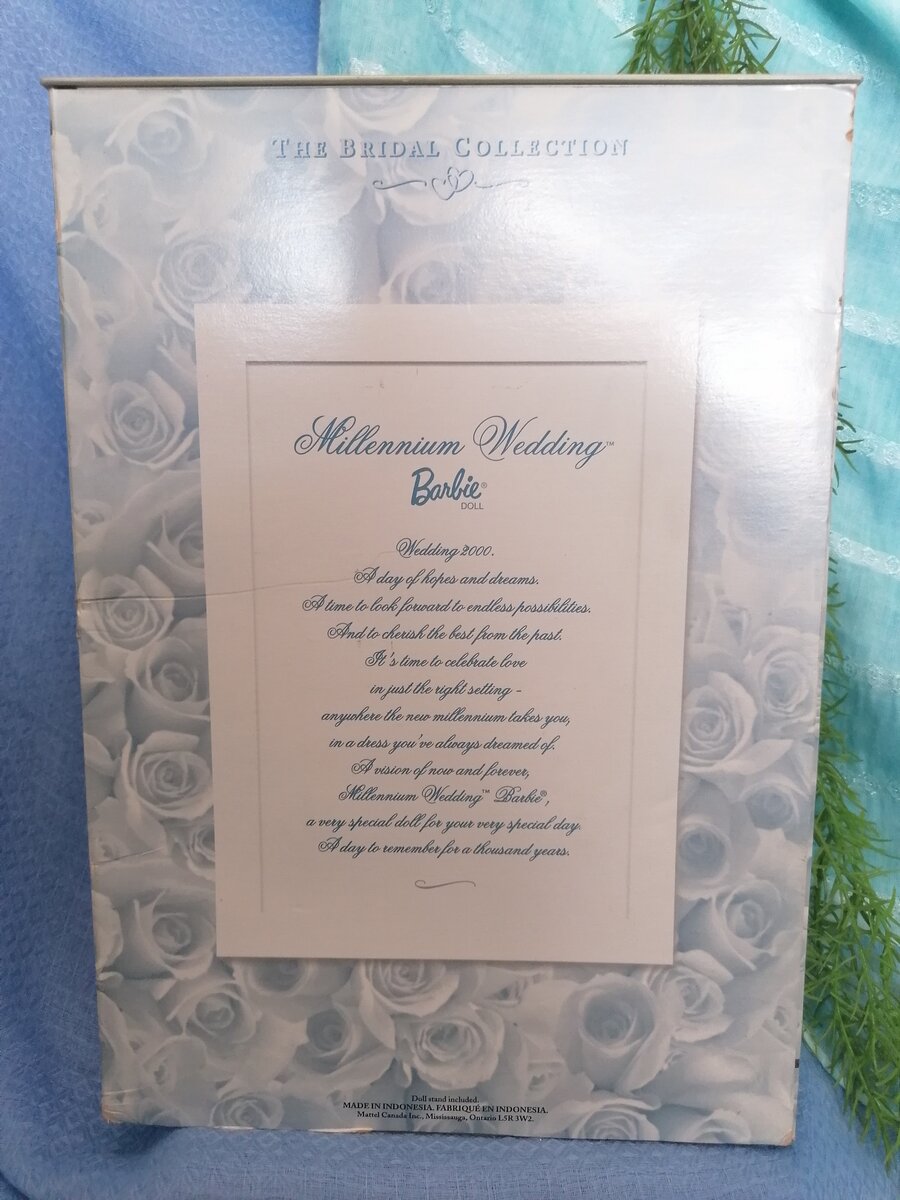 THE BRIDAL COLLECTION
Millennium Wedding™
Barbie®
DOLL
Wedding 2000.
A day of hopes and dreams.
A time to look forward to endless possibilities.
And to cherish the best from the past.
It's time to celebrate love
in just the right setting -
anywhere the new millennium takes you,
in a dress you've always dreamed of.
A vision of now and forever,
Millennium Wedding™ Barbie®,
a very special doll for your very special day.
A day to remember for a thousand years.
Doll stand included.
MADE IN INDONESIA. FABRIQUÉ EN INDONESIA.
Mattel Canada Inc., Mississauga, Ontario L5R 3W2.